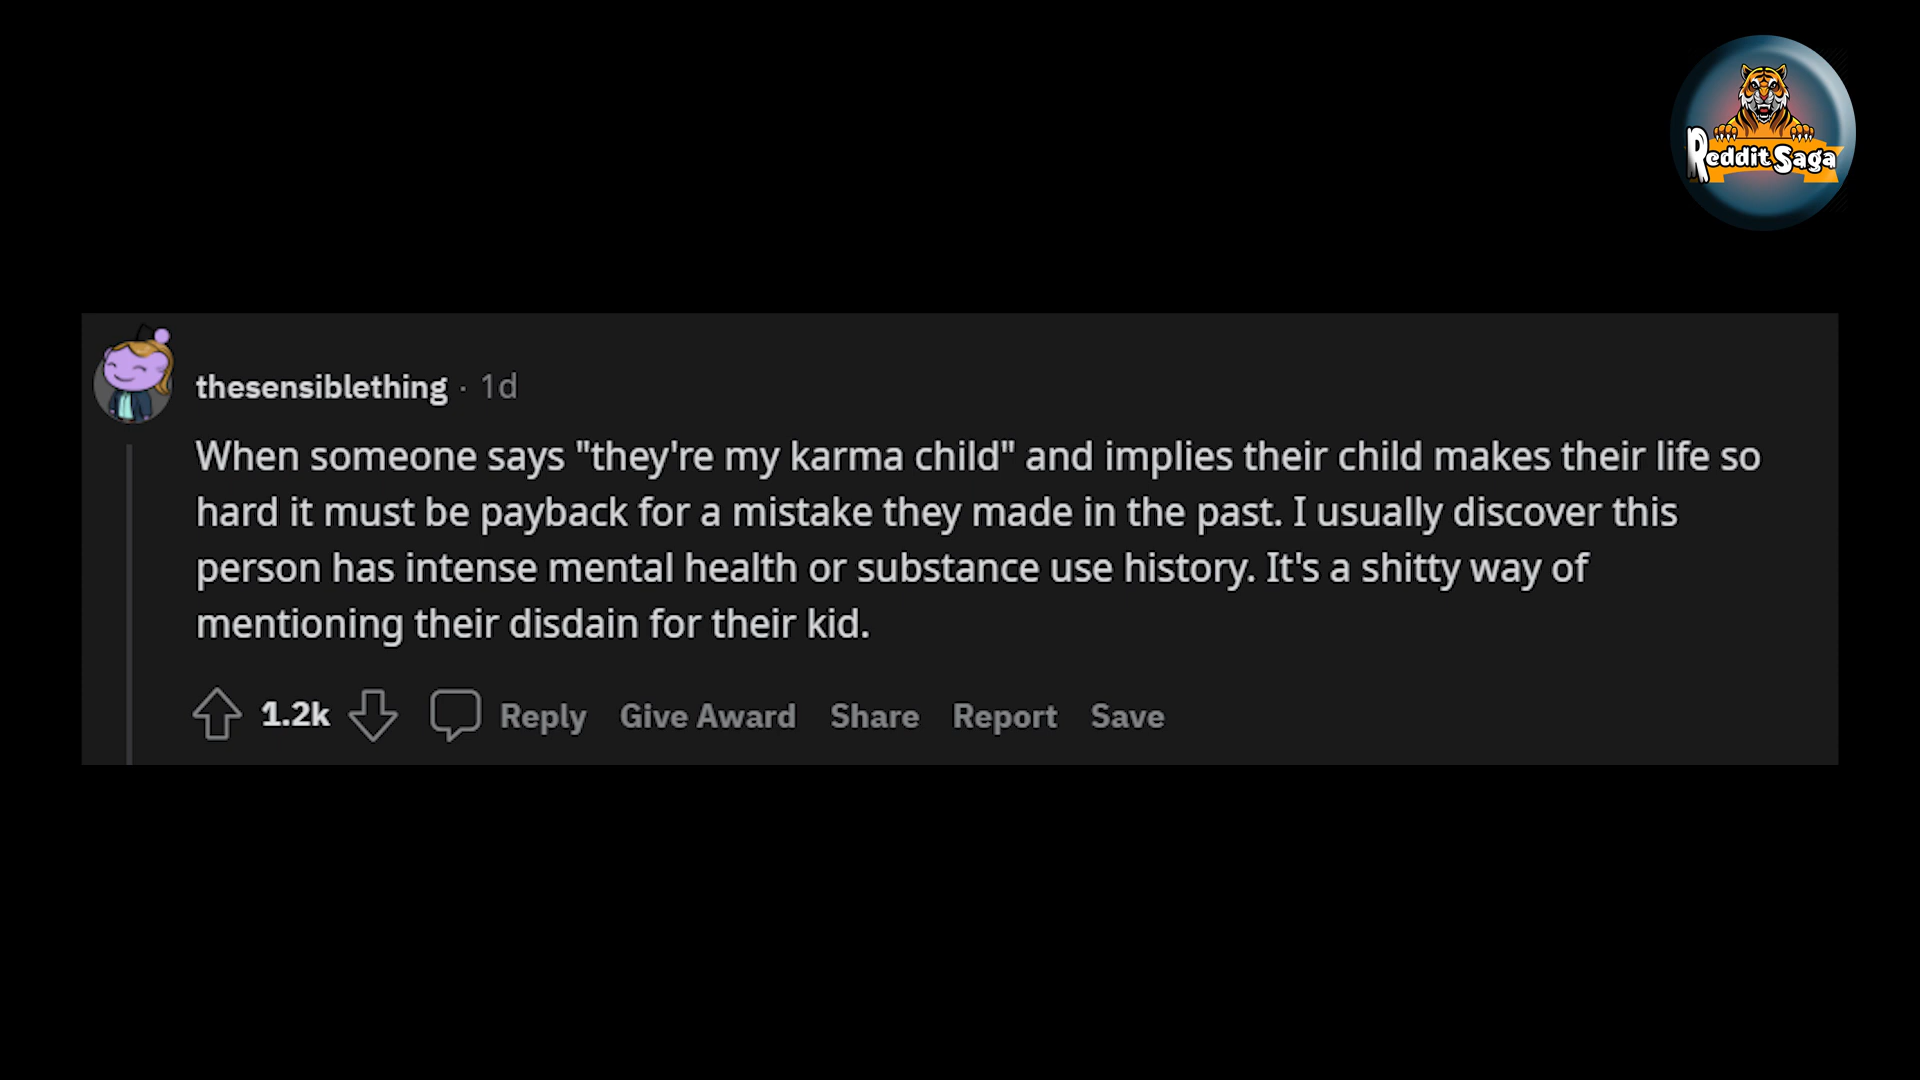 Reddit Saga
thesensiblething · 1d
When someone says "they're my karma child" and implies their child makes their life so
hard it must be payback for a mistake they made in the past. I usually discover this
person has intense mental health or substance use history. It's a shitty way of
mentioning their disdain for their kid.
1.2k Reply Give Award Share Report Save